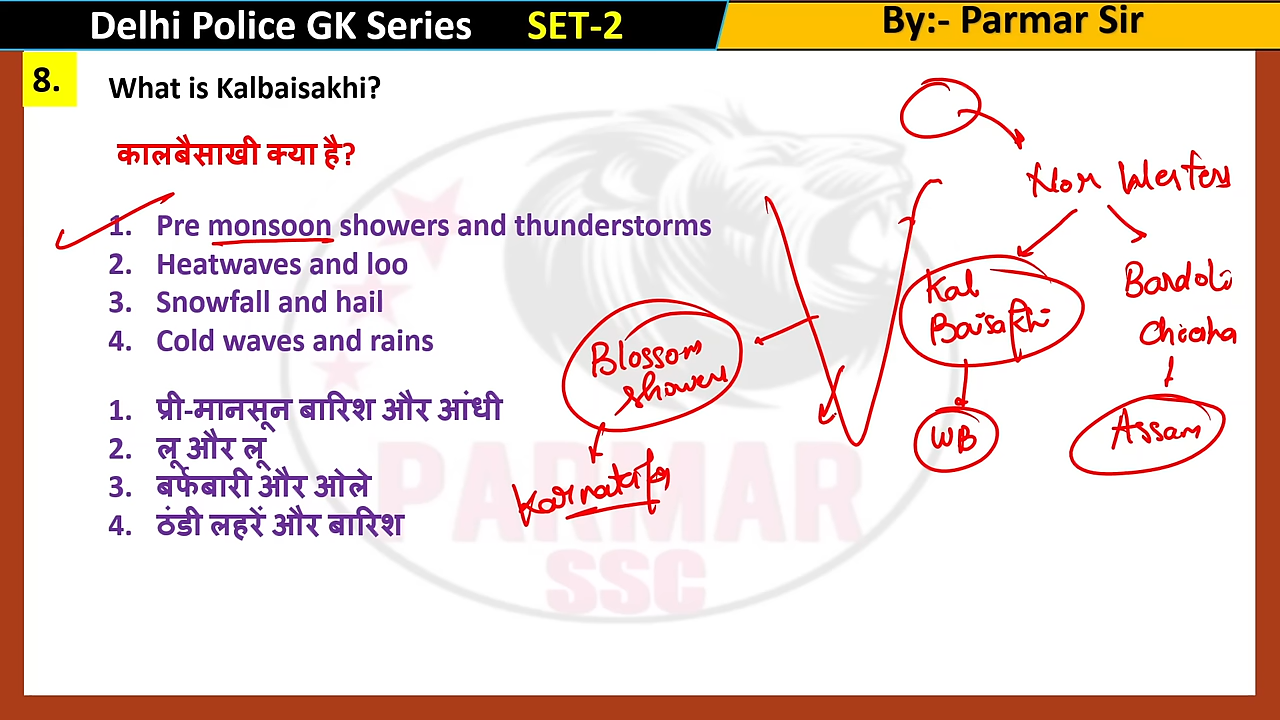 Delhi Police GK Series SET-2
By:- Parmar Sir
8. What is Kalbaisakhi?
कालबैसाखी क्या है?
1. Pre monsoon showers and thunderstorms
2. Heatwaves and loo
3. Snowfall and hail
4. Cold waves and rains
1. प्री-मानसून बारिश और आंधी
2. लू और लू
3. बर्फबारी और ओले
4. ठंडी लहरें और बारिश
Nor Westers
Kal
Baisakhi
WB
Bardoli
Assam
Blossom
showers
Karnataka
PARMAR
SSC